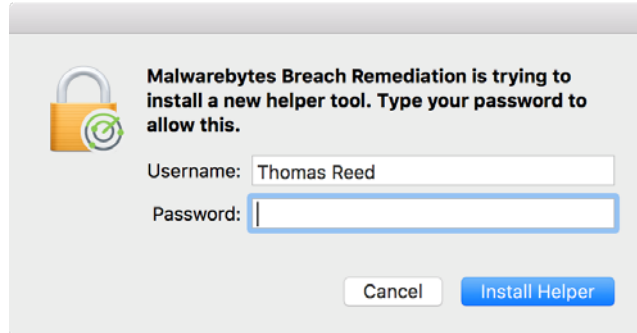 Malwarebytes Breach Remediation is trying to
install a new helper tool. Type your password to
allow this.
Username: Thomas Reed
Password:
Cancel Install Helper